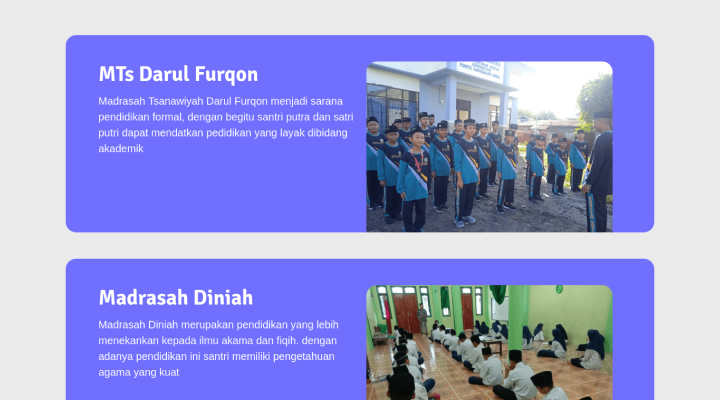 MTs Darul Furqon
Madrasah Tsanawiyah Darul Furqon menjadi sarana
pendidikan formal, dengan begitu santri putra dan satri
putri dapat mendatkan pedidikan yang layak dibidang
akademik
Madrasah Diniah
Madrasah Diniah merupakan pendidikan yang lebih
menekankan kepada ilmu akama dan fiqih. dengan
adanya pendidikan ini santri memiliki pengetahuan
agama yang kuat